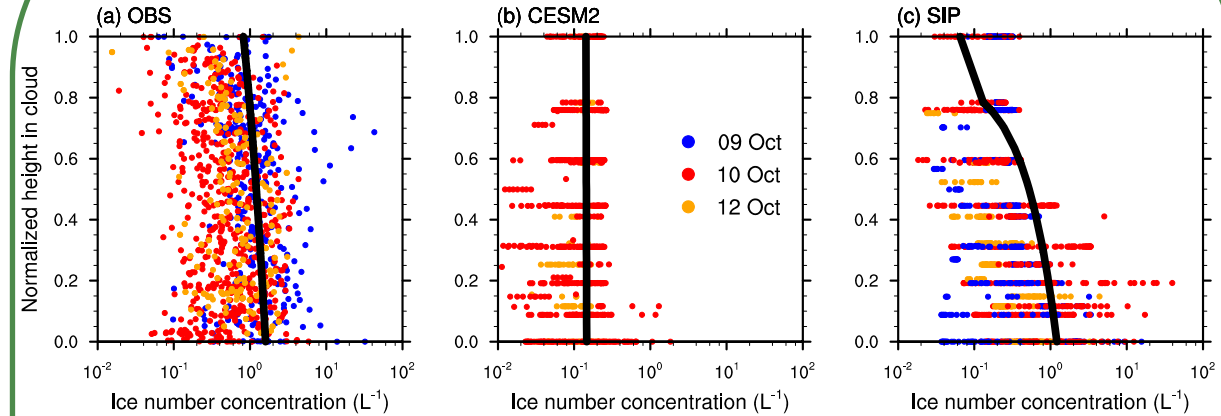 (a) OBS
(b) CESM2
(c) SIP
Normalized height in cloud
1.0
0.8
0.6
0.4
0.2
0.0
10⁻² 10⁻¹ 10⁰ 10¹ 10²
Ice number concentration (L⁻¹)
1.0
0.8
0.6
0.4
0.2
0.0
09 Oct
10 Oct
12 Oct
10⁻² 10⁻¹ 10⁰ 10¹ 10²
Ice number concentration (L⁻¹)
1.0
0.8
0.6
0.4
0.2
0.0
10⁻² 10⁻¹ 10⁰ 10¹ 10²
Ice number concentration (L⁻¹)